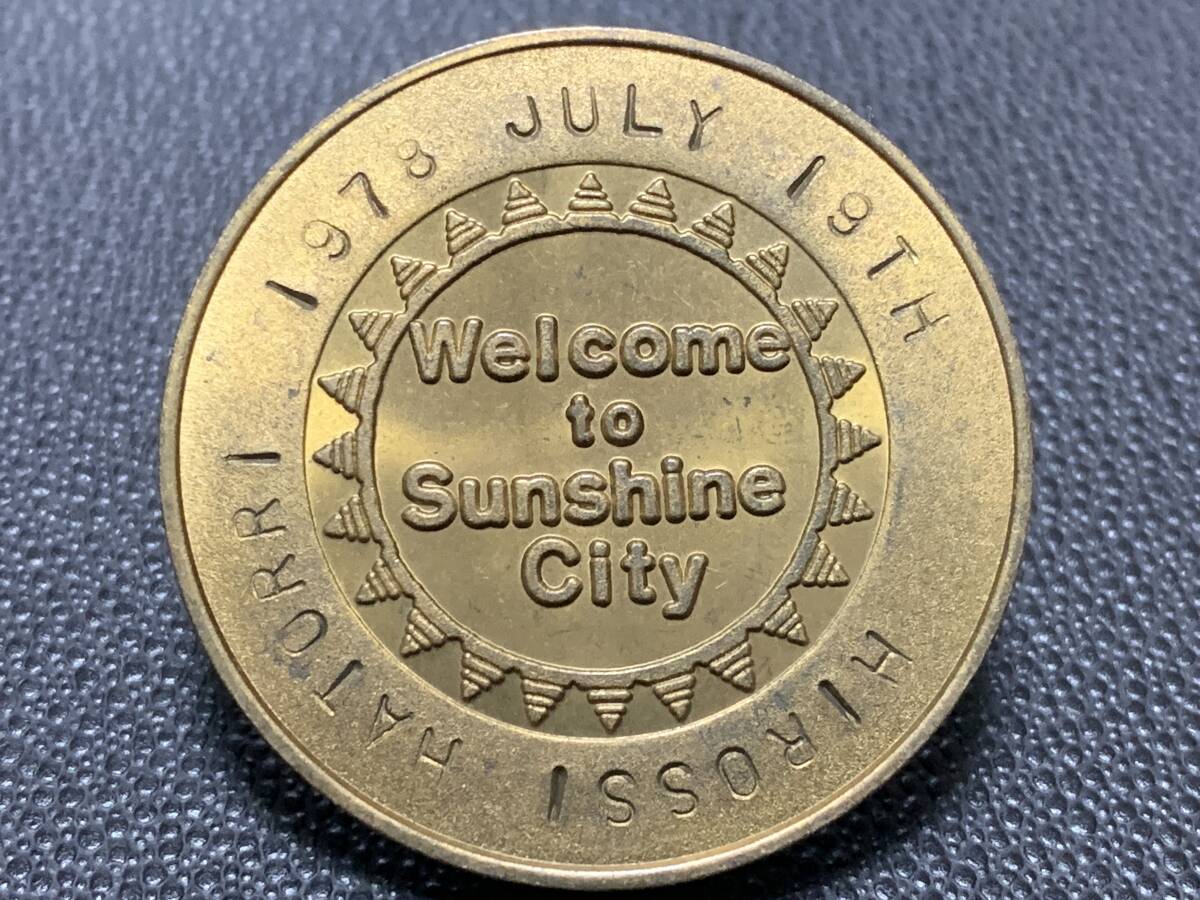 1978 JULY 19TH
HIROSSI HATORRI
Welcome
to
Sunshine
City